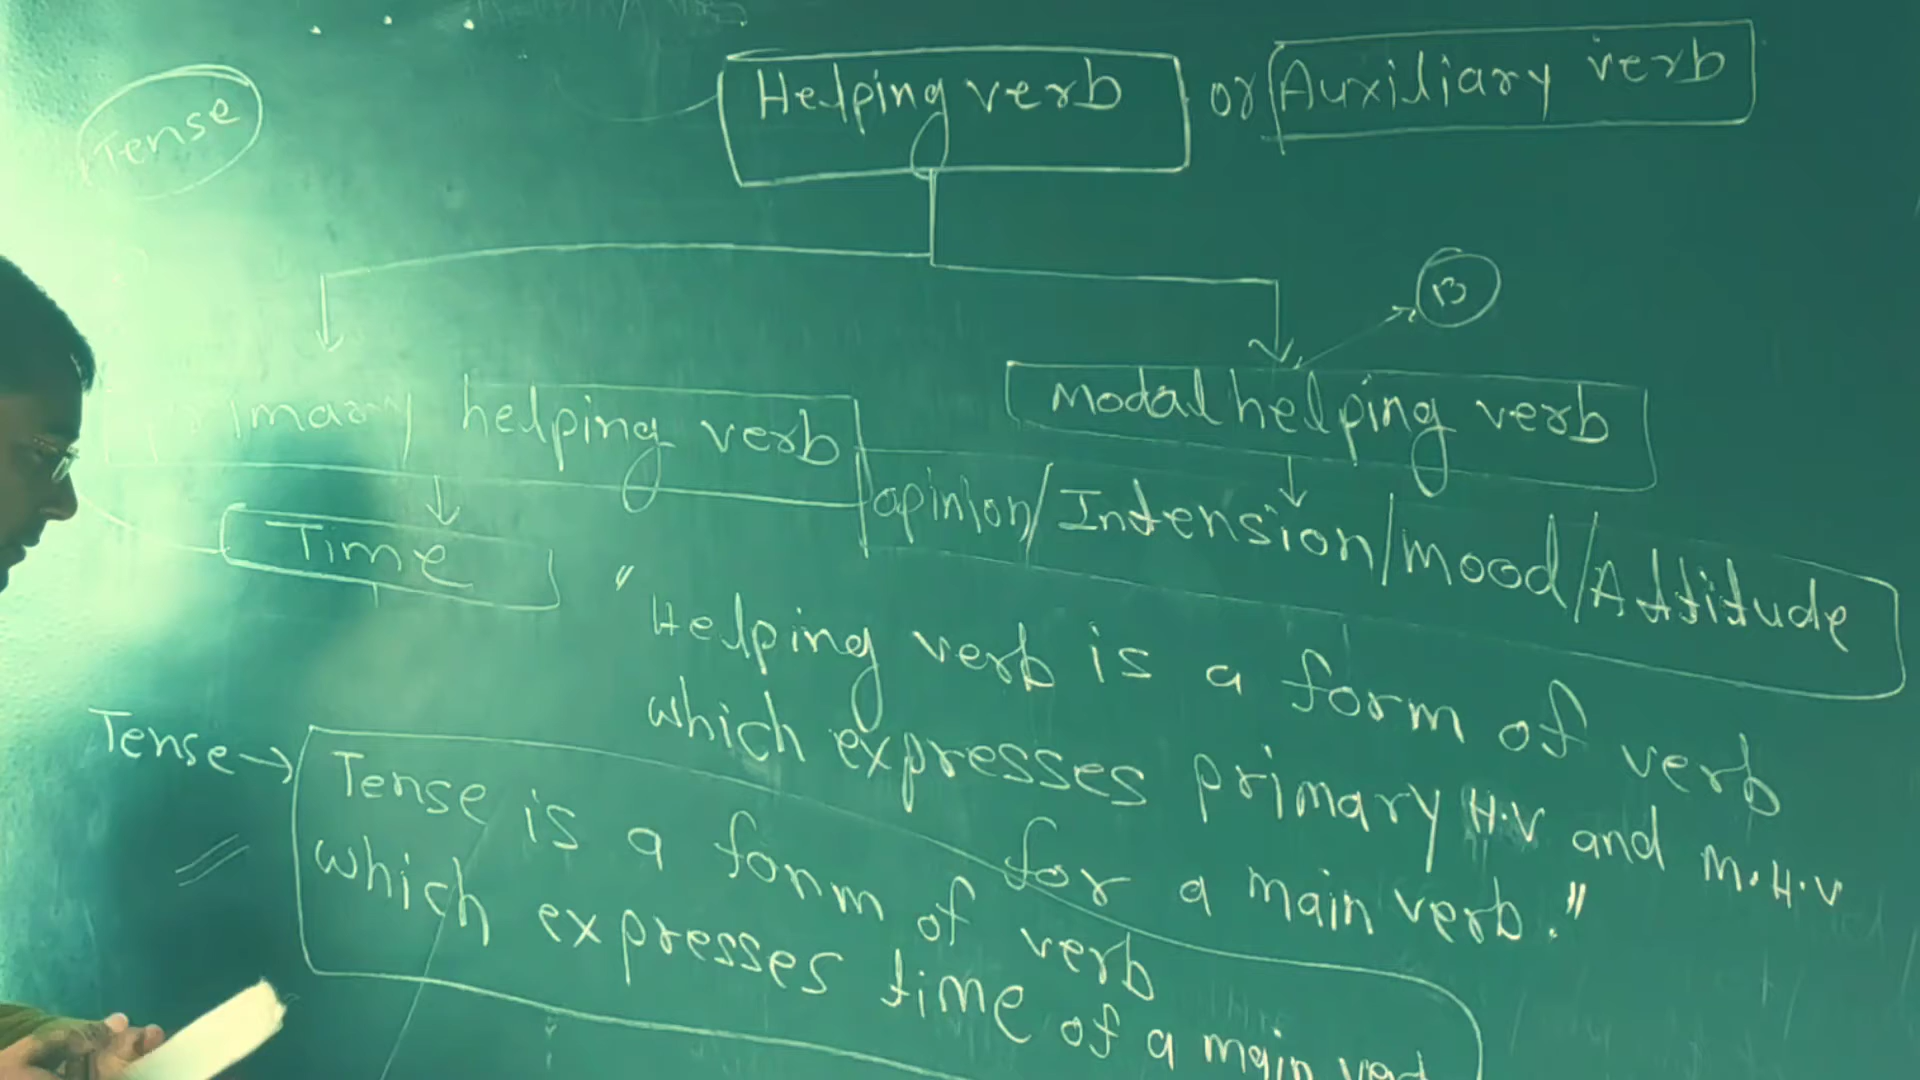 Tense
Helping verb or Auxiliary verb
13
Primary helping verb
Modal helping verb
Time
opinion/Intension/mood/Attitude
"Helping verb is a form of verb
which expresses primary H.V and M.H.V
for a main verb."
Tense → Tense is a form of verb
which expresses time of a main